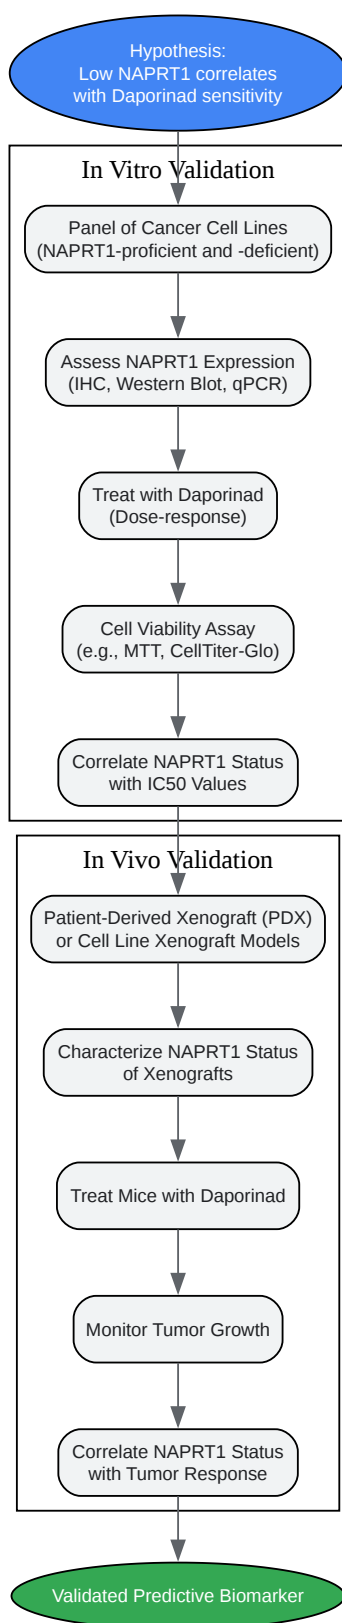 Hypothesis:
Low NAPRT1 correlates
with Daporinad sensitivity
In Vitro Validation
Panel of Cancer Cell Lines
(NAPRT1-proficient and -deficient)
Assess NAPRT1 Expression
(IHC, Western Blot, qPCR)
Treat with Daporinad
(Dose-response)
Cell Viability Assay
(e.g., MTT, CellTiter-Glo)
Correlate NAPRT1 Status
with IC50 Values
In Vivo Validation
Patient-Derived Xenograft (PDX)
or Cell Line Xenograft Models
Characterize NAPRT1 Status
of Xenografts
Treat Mice with Daporinad
Monitor Tumor Growth
Correlate NAPRT1 Status
with Tumor Response
Validated Predictive Biomarker